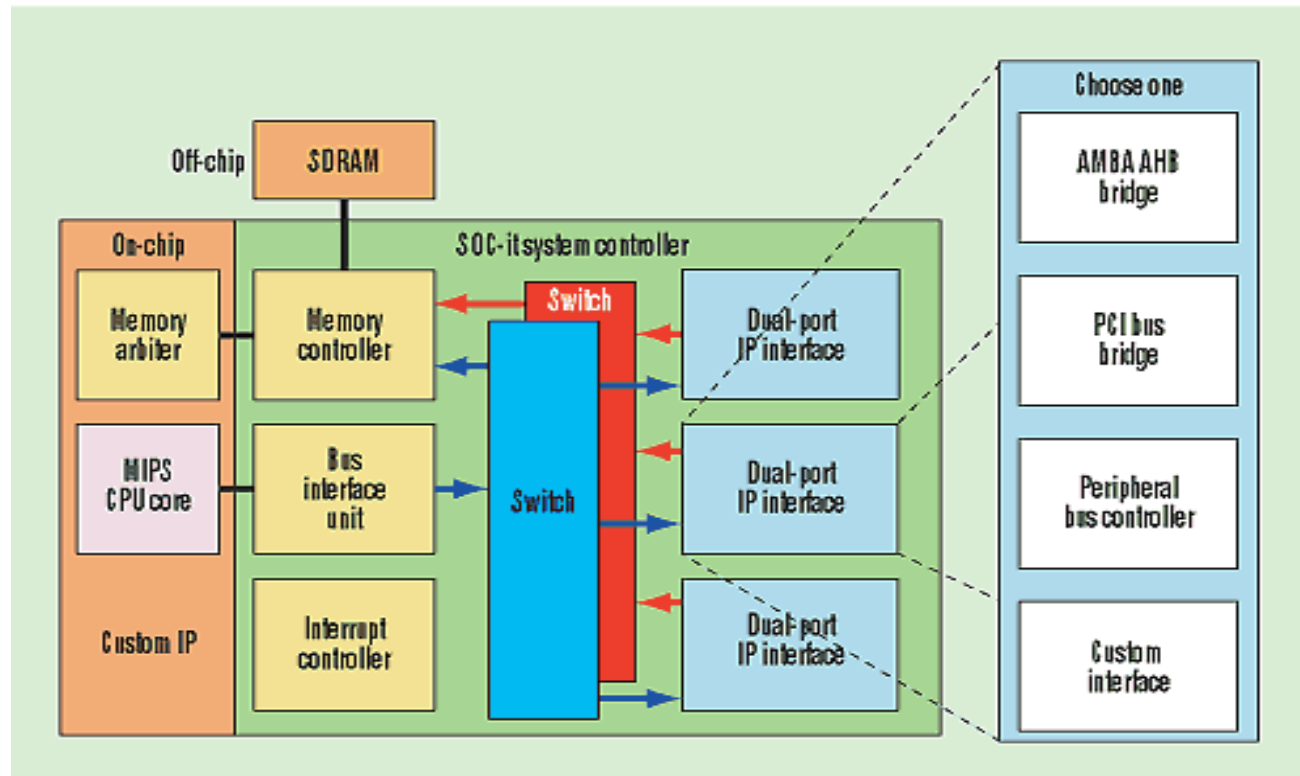 Choose one
AMBA AHB
bridge
PCI bus
bridge
Peripheral
bus controller
Custom
interface
Off-chip
SDRAM
On-chip
SOC-it system controller
Memory
arbiter
Memory
controller
Switch
Dual-port
IP interface
MIPS
CPU core
Bus
interface
unit
Switch
Dual-port
IP interface
Custom IP
Interrupt
controller
Dual-port
IP interface